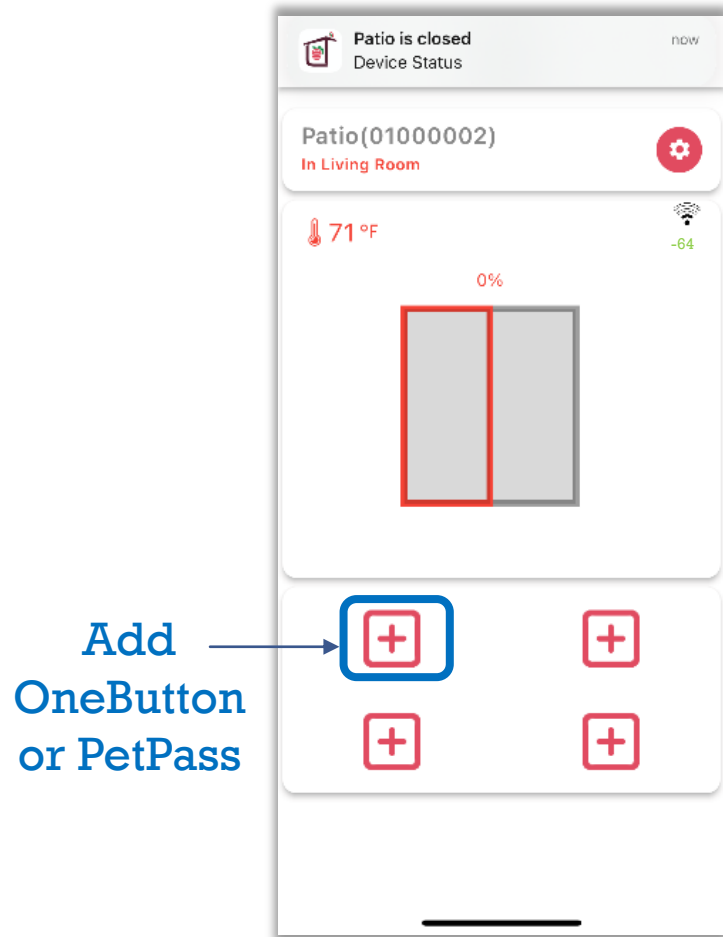 Patio is closed
now
Device Status
Patio(01000002)
In Living Room
71 °F
-64
0%
Add
OneButton
or PetPass